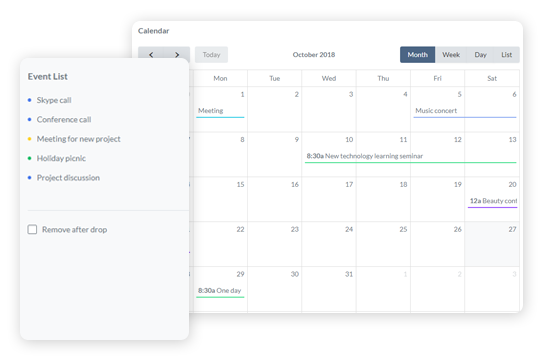 Calendar
Today
October 2018
Month Week Day List
Event List
Skype call
Conference call
Meeting for new project
Holiday picnic
Project discussion
Remove after drop
Mon Tue Wed Thu Fri Sat
1 2 3 4 5 6
Meeting
Music concert
8 9 10 11 12 13
8:30a New technology learning seminar
15 16 17 18 19 20
12a Beauty cont
22 23 24 25 26 27
29 30 31 1 2 3
8:30a One day